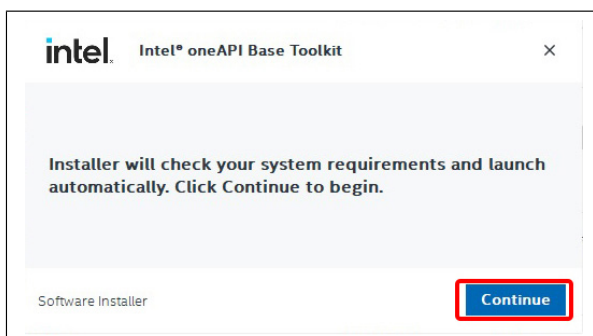 intel. Intel® oneAPI Base Toolkit
Installer will check your system requirements and launch
automatically. Click Continue to begin.
Software Installer
Continue